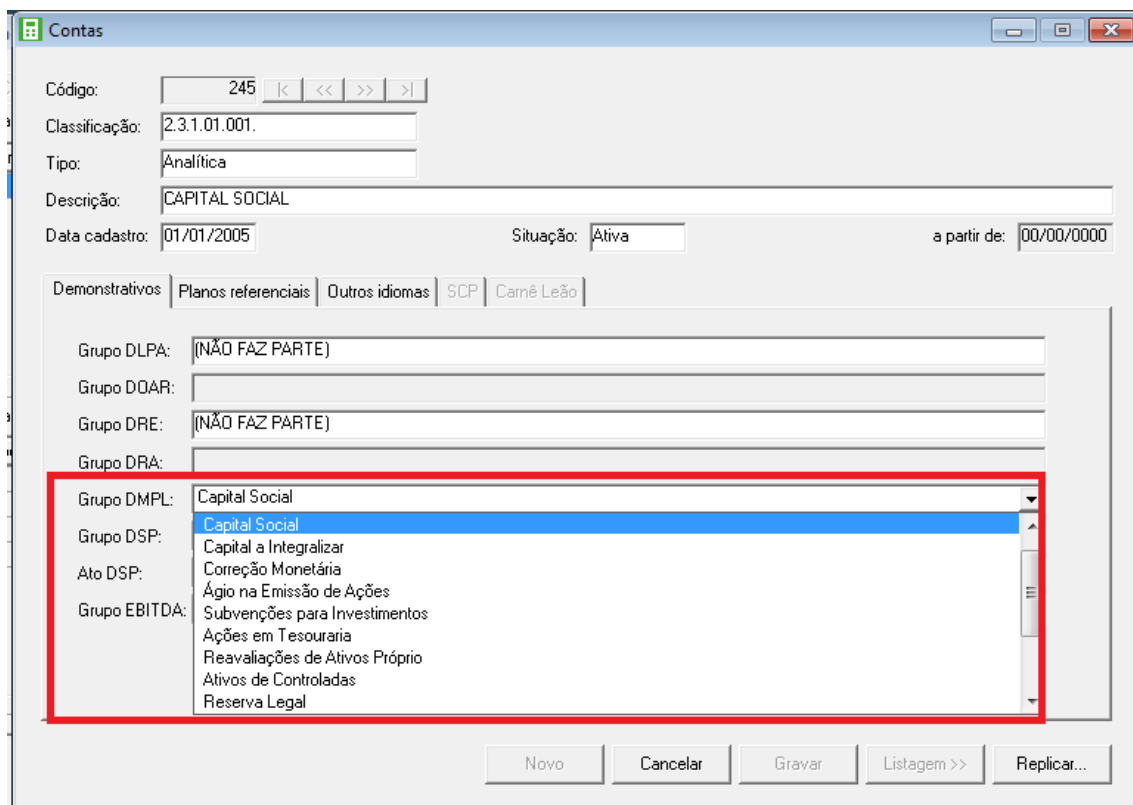 Contas
Código: 245 |< << >> >|
Classificação: 2.3.1.01.001.
Tipo: Analítica
Descrição: CAPITAL SOCIAL
Data cadastro: 01/01/2005 Situação: Ativa a partir de: 00/00/0000
Demonstrativos Planos referenciais Outros idiomas SCP Carnê Leão
Grupo DLPA: (NÃO FAZ PARTE)
Grupo DOAR:
Grupo DRE: (NÃO FAZ PARTE)
Grupo DRA:
Grupo DMPL: Capital Social
Capital Social
Grupo DSP:
Capital a Integralizar
Correção Monetária
Ato DSP:
Ágio na Emissão de Ações
Grupo EBITDA:
Subvenções para Investimentos
Ações em Tesouraria
Reavaliações de Ativos Próprio
Ativos de Controladas
Reserva Legal
Novo Cancelar Gravar Listagem >> Replicar...